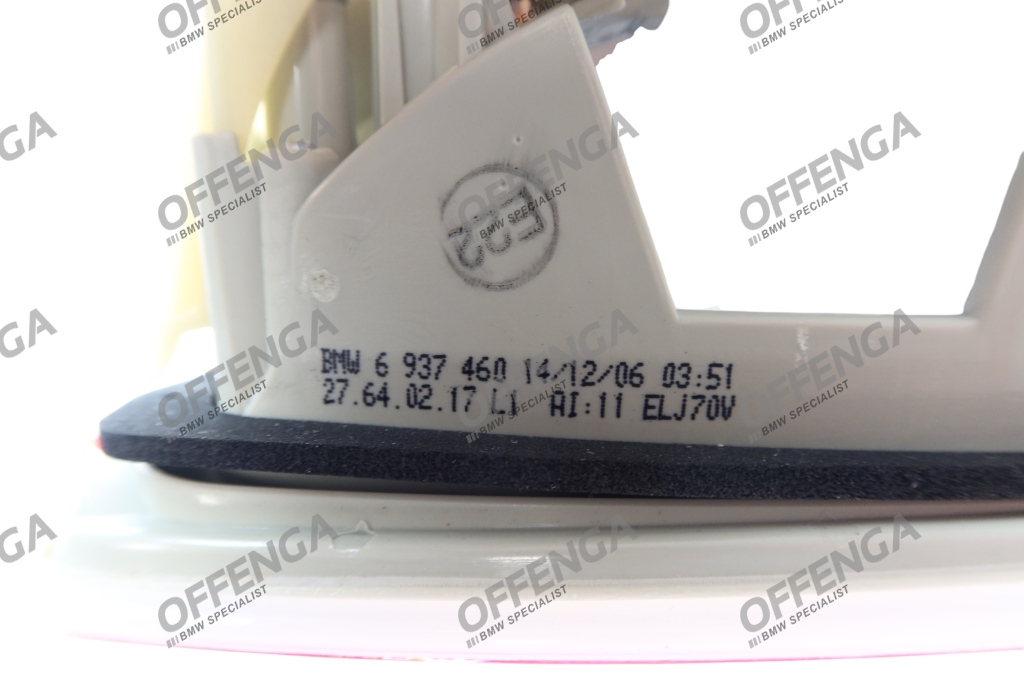 OFFENGA
BMW SPECIALIST
E22
BMW 6 937 460 14/12/06 03:51
27.64.02.17 L1 AI:11 ELJ70V